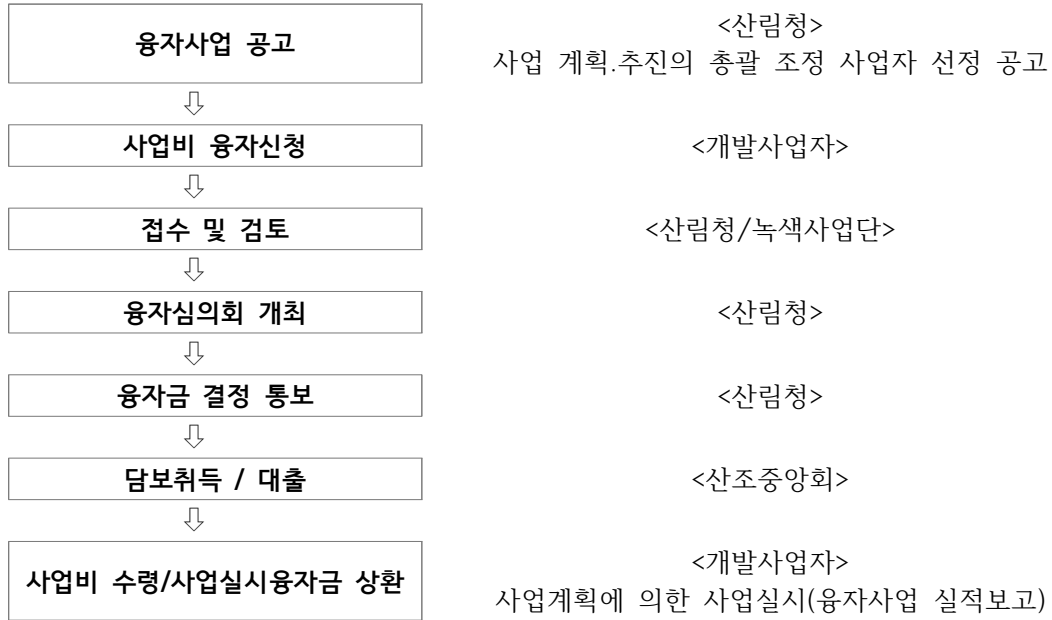 융자사업 공고
<산림청>
사업 계획.추진의 총괄 조정 사업자 선정 공고
⇩
사업비 융자신청
<개발사업자>
⇩
접수 및 검토
<산림청/녹색사업단>
⇩
융자심의회 개최
<산림청>
⇩
융자금 결정 통보
<산림청>
⇩
담보취득 / 대출
<산조중앙회>
⇩
사업비 수령/사업실시융자금 상환
<개발사업자>
사업계획에 의한 사업실시(융자사업 실적보고)